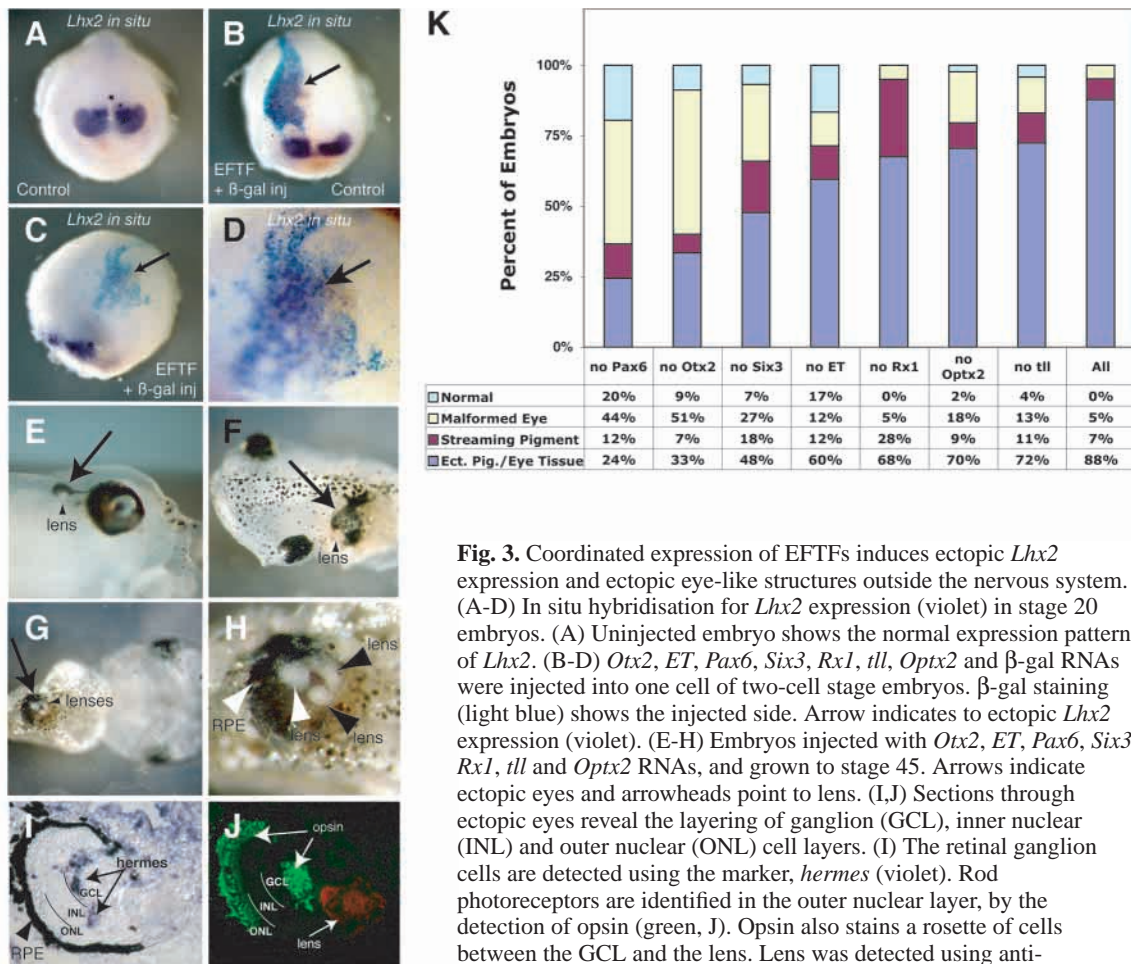 Lhx2 in situ
A
Control
Lhx2 in situ
B
EFTF
+ β-gal inj
Control
Lhx2 in situ
C
EFTF
+ β-gal inj
Lhx2 in situ
D
E
lens
F
lens
G
lenses
H
lens
RPE
lens
lens
I
hermes
GCL
INL
ONL
RPE
J
opsin
GCL
INL
ONL
lens
K
Percent of Embryos
100%
75%
50%
25%
0%
no Pax6 no Otx2 no Six3 no ET no Rx1 no Optx2 no tll All
Normal 20% 9% 7% 17% 0% 2% 4% 0%
Malformed Eye 44% 51% 27% 12% 5% 18% 13% 5%
Streaming Pigment 12% 7% 18% 12% 28% 9% 11% 7%
Ect. Pig./Eye Tissue 24% 33% 48% 60% 68% 70% 72% 88%
Fig. 3. Coordinated expression of EFTFs induces ectopic Lhx2
expression and ectopic eye-like structures outside the nervous system.
(A-D) In situ hybridisation for Lhx2 expression (violet) in stage 20
embryos. (A) Uninjected embryo shows the normal expression pattern
of Lhx2. (B-D) Otx2, ET, Pax6, Six3, Rx1, tll, Optx2 and β-gal RNAs
were injected into one cell of two-cell stage embryos. β-gal staining
(light blue) shows the injected side. Arrow indicates to ectopic Lhx2
expression (violet). (E-H) Embryos injected with Otx2, ET, Pax6, Six3
Rx1, tll and Optx2 RNAs, and grown to stage 45. Arrows indicate
ectopic eyes and arrowheads point to lens. (I,J) Sections through
ectopic eyes reveal the layering of ganglion (GCL), inner nuclear
(INL) and outer nuclear (ONL) cell layers. (I) The retinal ganglion
cells are detected using the marker, hermes (violet). Rod
photoreceptors are identified in the outer nuclear layer, by the
detection of opsin (green, J). Opsin also stains a rosette of cells
between the GCL and the lens. Lens was detected using anti-